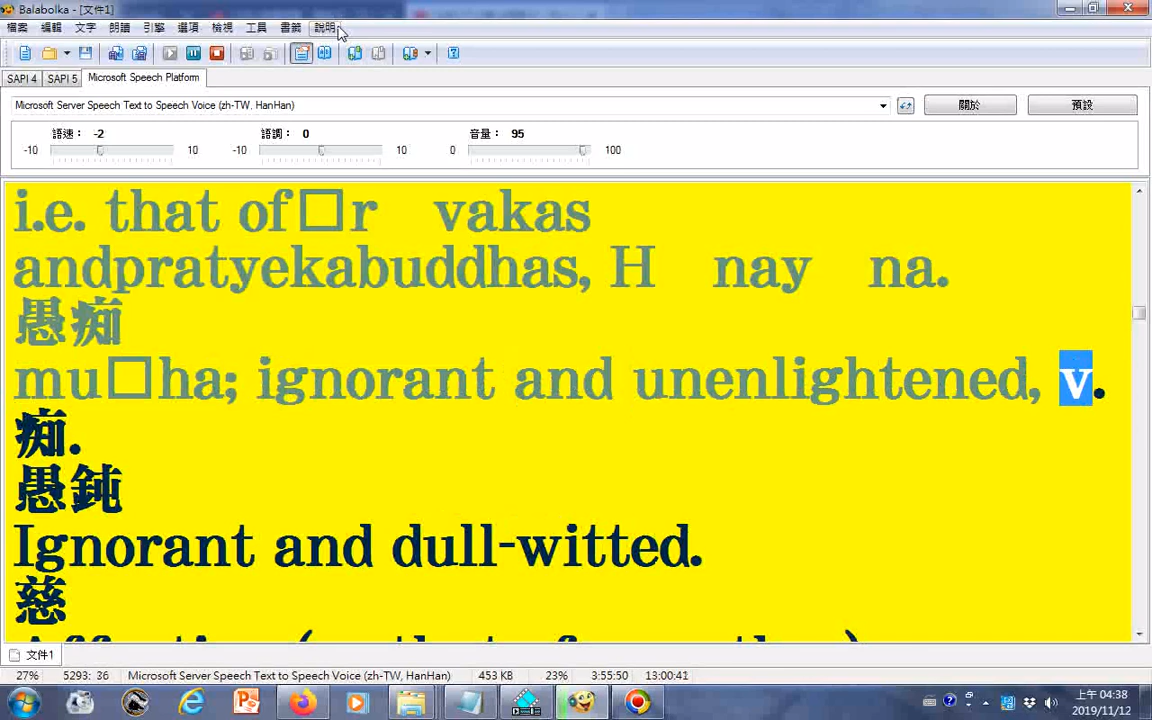 Balabolka - [文件1]
檔案 編輯 文字 朗讀 引擎 選項 檢視 工具 書籤 說明
SAPI 4 SAPI 5 Microsoft Speech Platform
Microsoft Server Speech Text to Speech Voice (zh-TW, HanHan) 關於 預設
語速： -2 語調： 0 音量： 95
-10 10 -10 10 0 100
i.e. that of□r vakas
andpratyekabuddhas, H nay na.
愚痴
mu□ha; ignorant and unenlightened, v.
痴.
愚鈍
Ignorant and dull-witted.
慈
文件1
27% 5293: 36 Microsoft Server Speech Text to Speech Voice (zh-TW, HanHan) 453 KB 23% 3:55:50 13:00:41
上午 04:38
2019/11/12